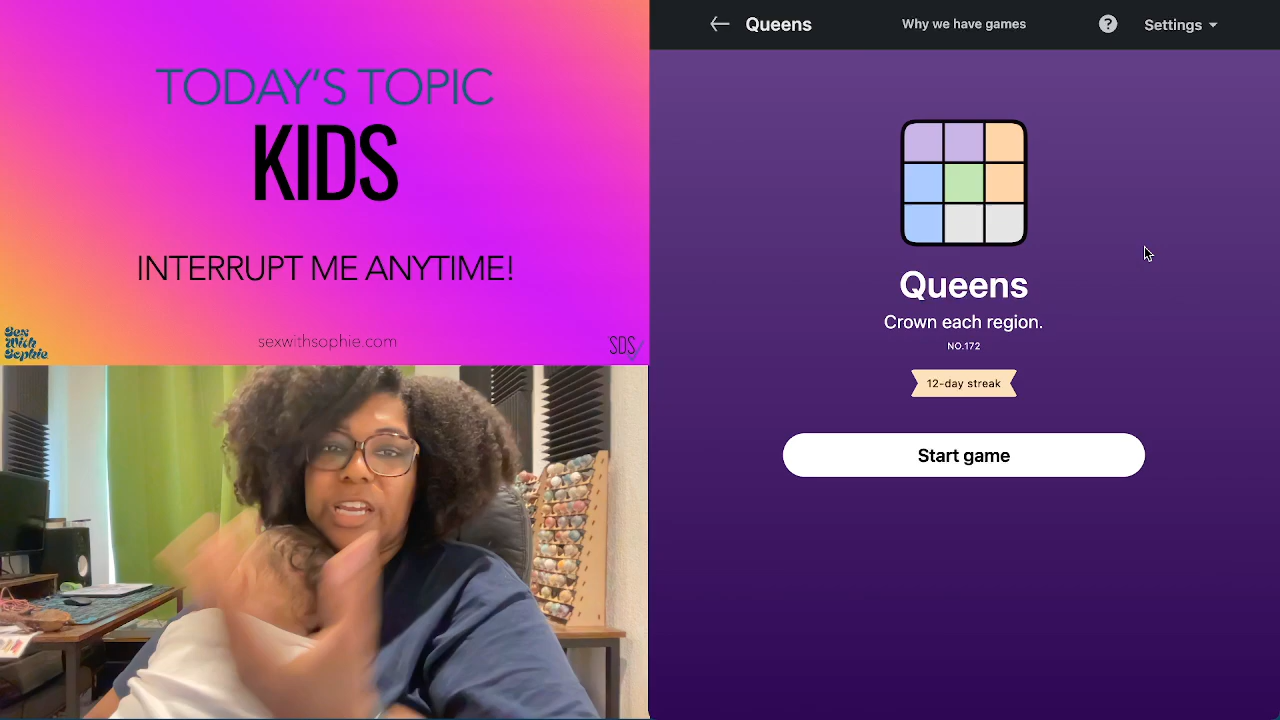 TODAY'S TOPIC
KIDS
INTERRUPT ME ANYTIME!
Sex
With
Sophie
sexwithsophie.com
SDS
Queens
Why we have games
?
Settings
Queens
Crown each region.
NO.172
12-day streak
Start game